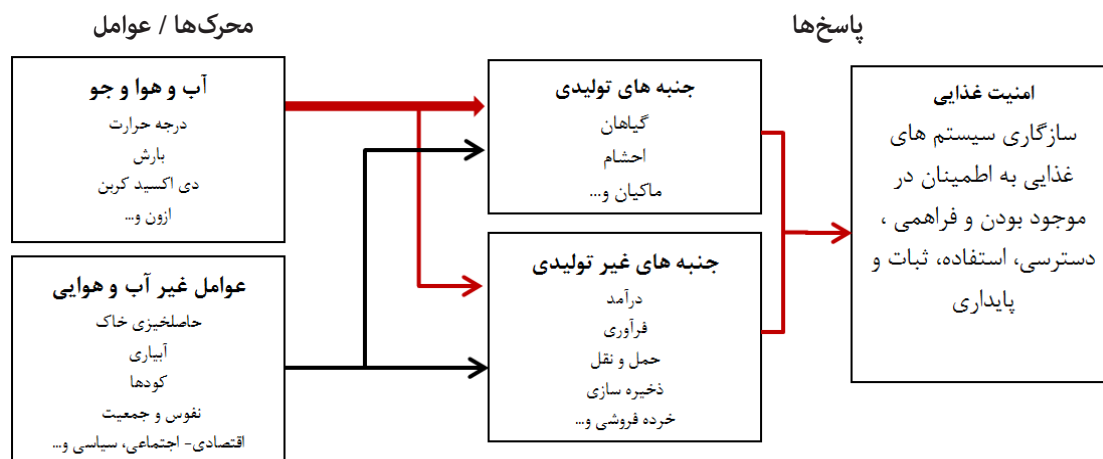 محرک‌ها / عوامل
پاسخ‌ها
آب و هوا و جو
درجه حرارت
بارش
دی اکسید کربن
ازون و...
عوامل غیر آب و هوایی
حاصلخیزی خاک
آبیاری
کودها
نفوس و جمعیت
اقتصادی- اجتماعی، سیاسی و...
جنبه های تولیدی
گیاهان
احشام
ماکیان و...
جنبه های غیر تولیدی
درآمد
فرآوری
حمل و نقل
ذخیره سازی
خرده فروشی و...
امنیت غذایی
سازگاری سیستم های
غذایی به اطمینان در
موجود بودن و فراهمی ،
دسترسی، استفاده، ثبات و
پایداری